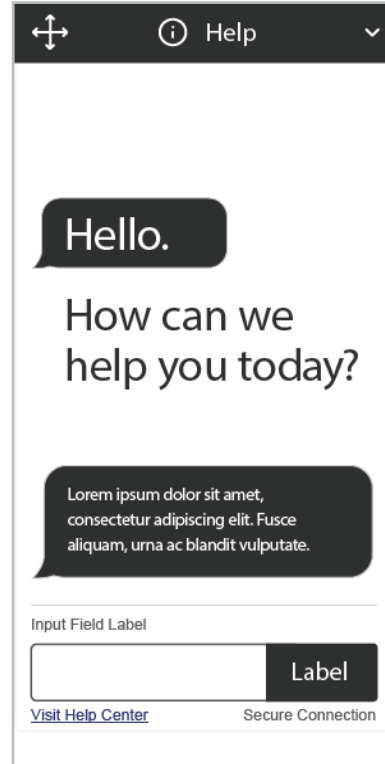 Help
Hello.
How can we
help you today?
Lorem ipsum dolor sit amet,
consectetur adipiscing elit. Fusce
aliquam, urna ac blandit vulputate.
Input Field Label
Label
Visit Help Center Secure Connection